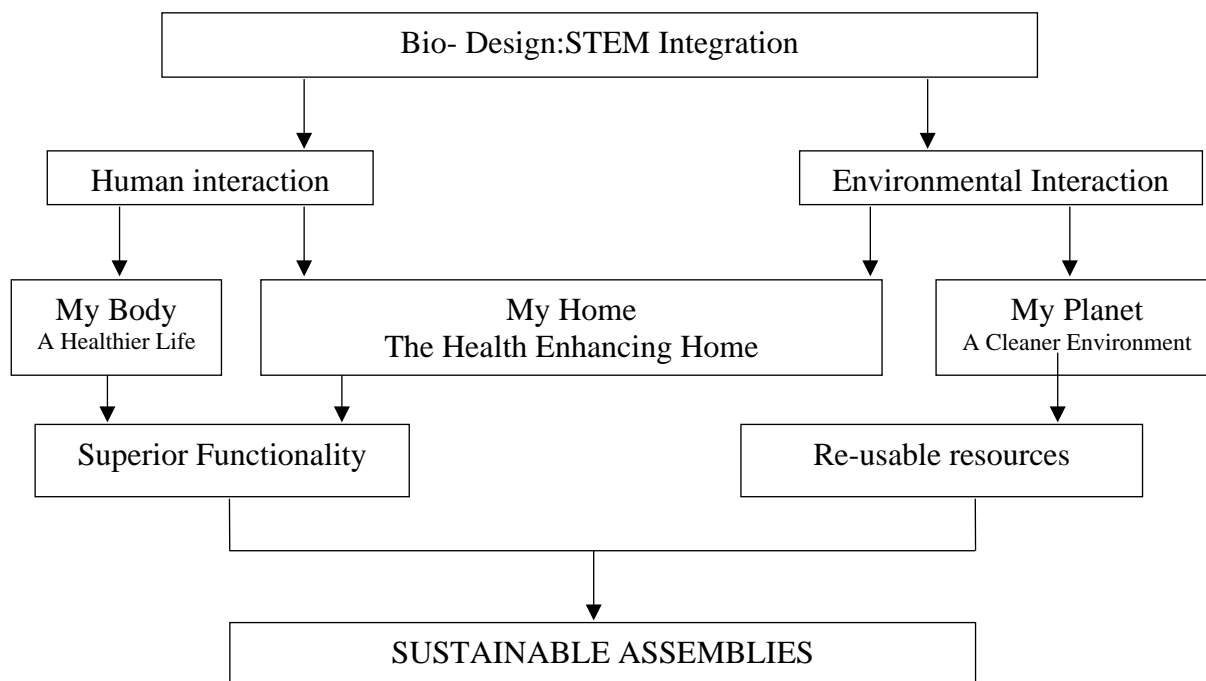 Bio- Design:STEM Integration
Human interaction
Environmental Interaction
My Body
A Healthier Life
My Home
The Health Enhancing Home
My Planet
A Cleaner Environment
Superior Functionality
Re-usable resources
SUSTAINABLE ASSEMBLIES